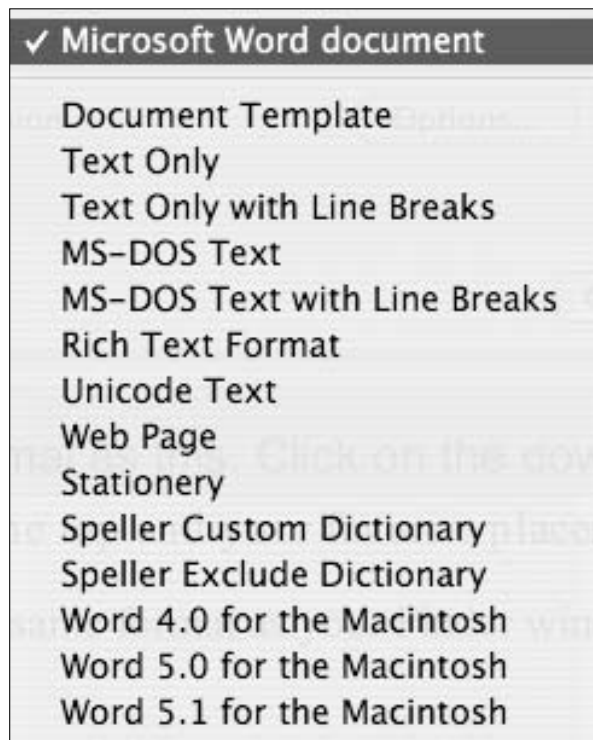 ✓ Microsoft Word document
Document Template
Text Only
Text Only with Line Breaks
MS-DOS Text
MS-DOS Text with Line Breaks
Rich Text Format
Unicode Text
Web Page
Stationery
Speller Custom Dictionary
Speller Exclude Dictionary
Word 4.0 for the Macintosh
Word 5.0 for the Macintosh
Word 5.1 for the Macintosh